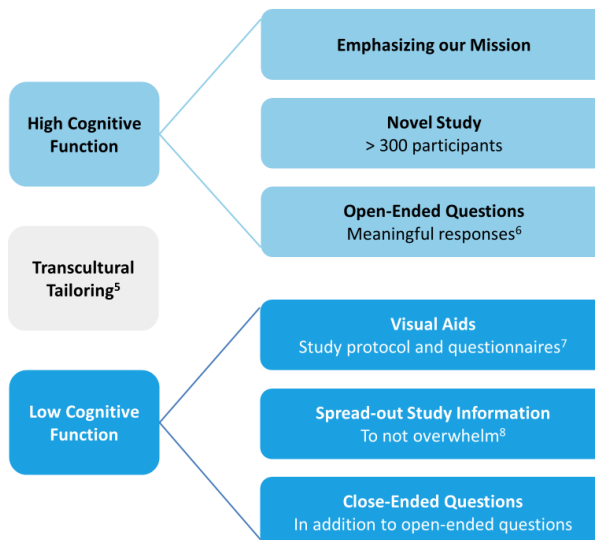 High Cognitive
Function
Emphasizing our Mission
Novel Study
> 300 participants
Open-Ended Questions
Meaningful responses⁶
Transcultural
Tailoring⁵
Low Cognitive
Function
Visual Aids
Study protocol and questionnaires⁷
Spread-out Study Information
To not overwhelm⁸
Close-Ended Questions
In addition to open-ended questions